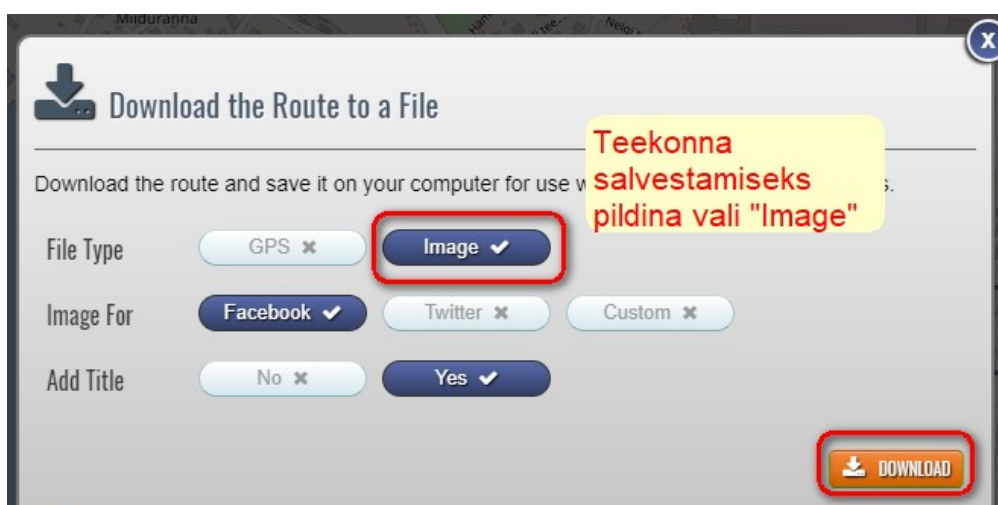 Milduranna
Nelgi
X
Download the Route to a File
Teekonna
salvestamiseks
pildina vali "Image"
Download the route and save it on your computer for use
File Type
GPS ✖
Image ✔
Image For
Facebook ✔
Twitter ✖
Custom ✖
Add Title
No ✖
Yes ✔
DOWNLOAD